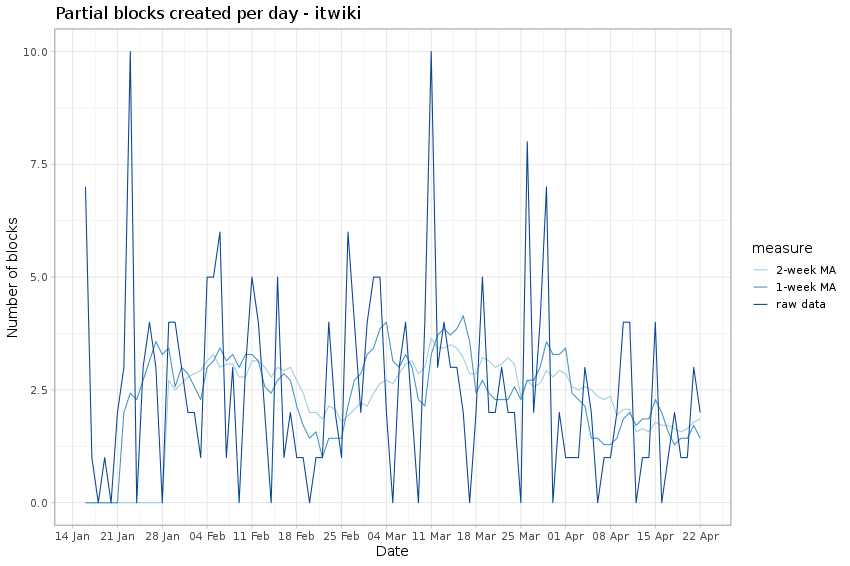 Partial blocks created per day - itwiki
Number of blocks
10.0
7.5
5.0
2.5
0.0
14 Jan
21 Jan
28 Jan
04 Feb
11 Feb
18 Feb
25 Feb
04 Mar
11 Mar
18 Mar
25 Mar
01 Apr
08 Apr
15 Apr
22 Apr
Date
measure
2-week MA
1-week MA
raw data